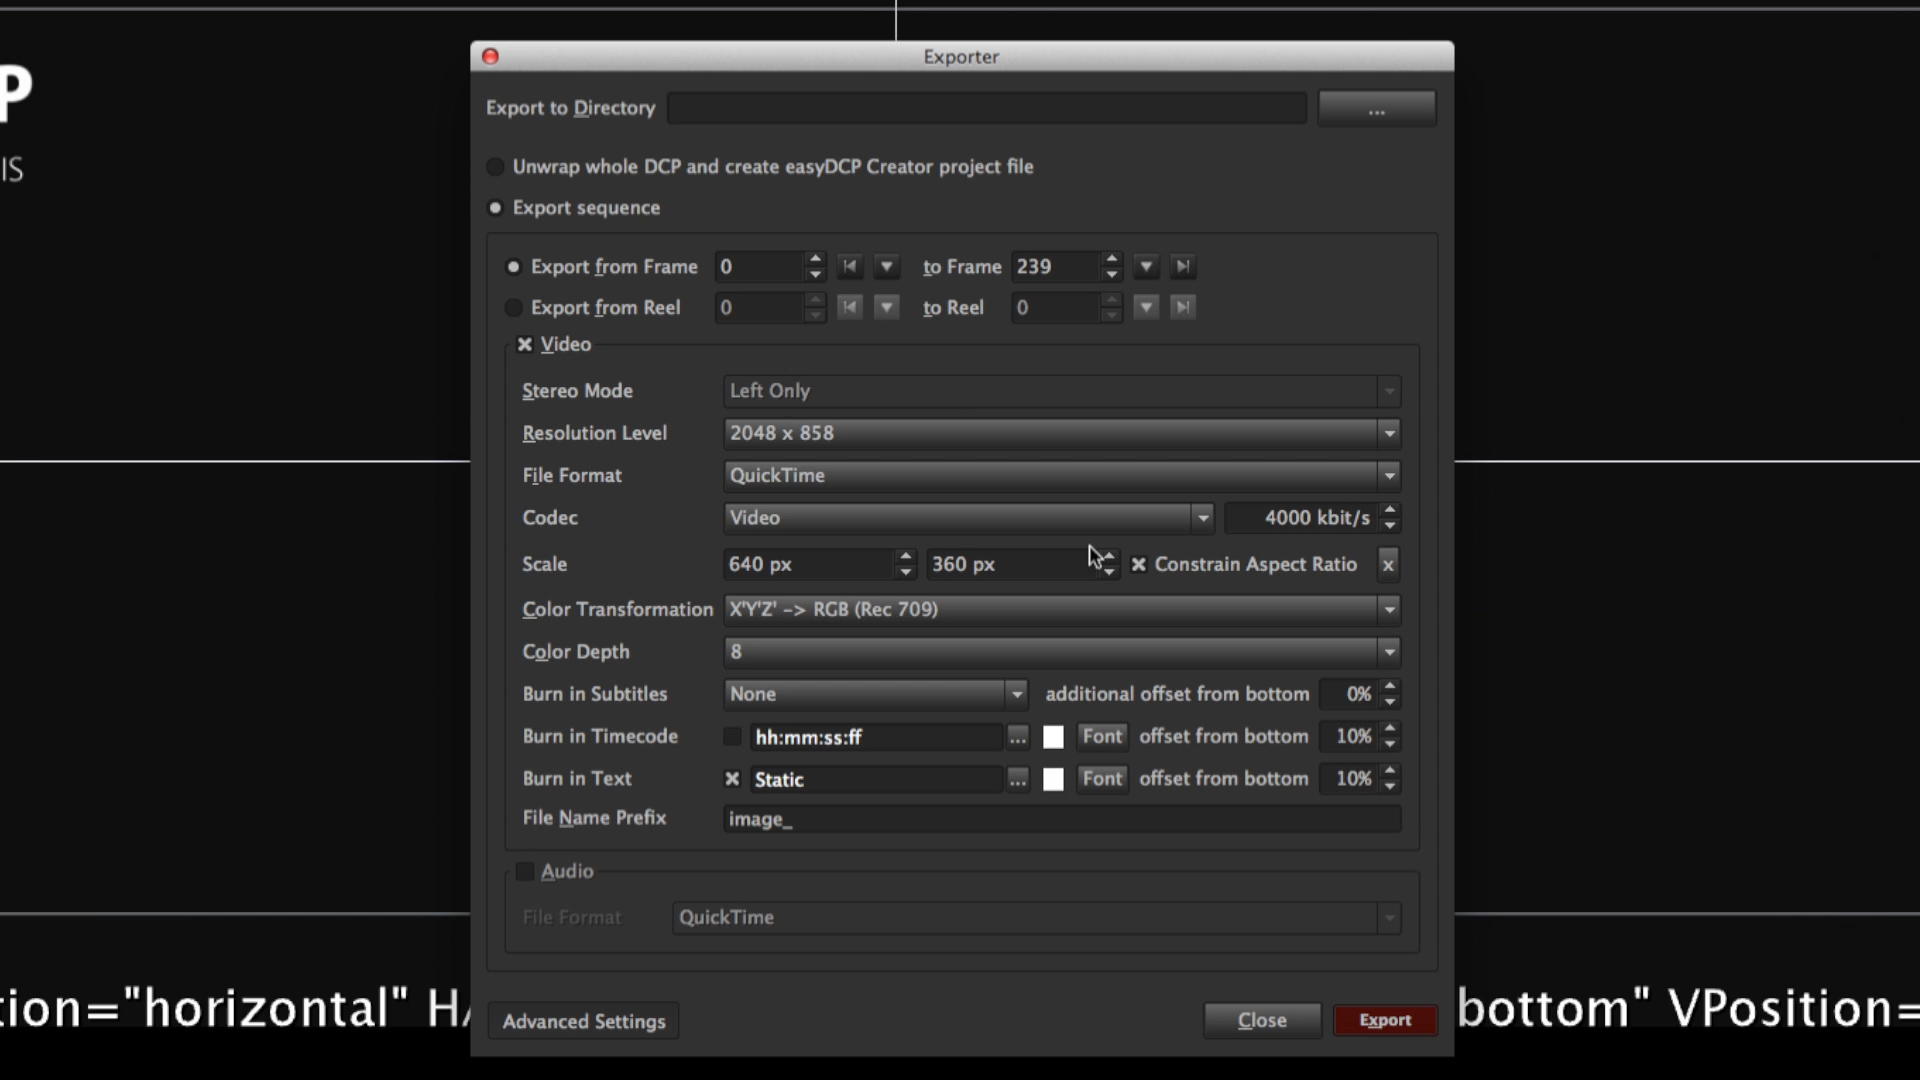 Exporter
P
Export to Directory ...
IS
Unwrap whole DCP and create easyDCP Creator project file
Export sequence
Export from Frame 0 to Frame 239
Export from Reel 0 to Reel 0
Video
Stereo Mode Left Only
Resolution Level 2048 x 858
File Format QuickTime
Codec Video 4000 kbit/s
Scale 640 px 360 px Constrain Aspect Ratio x
Color Transformation X'Y'Z' -> RGB (Rec 709)
Color Depth 8
Burn in Subtitles None additional offset from bottom 0%
Burn in Timecode hh:mm:ss:ff ... Font offset from bottom 10%
Burn in Text Static ... Font offset from bottom 10%
File Name Prefix image_
Audio
File Format QuickTime
tion="horizontal" HA bottom" VPosition=
Advanced Settings Close Export